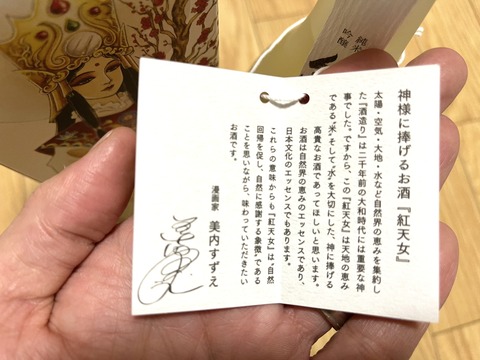 神様に捧げるお酒『紅天女』
太陽・空気・大地・水など自然界の恵みを集約し
た『酒造り』は二千年前の大和時代には重要な神
事でした。ですから、この『紅天女』は天地の恵み
である“米”そして“水”を大切にした、神に捧げる
高貴なお酒であってほしいと思います。
お酒は自然界の恵みのエッセンスであり、
日本文化のエッセンスでもあります。
これらの意味からも『紅天女』は“自然
回帰を促し、自然に感謝する象徴”である
ことを思いながら、味わっていただきたい
お酒です。
漫画家 美内すずえ
純米
吟醸